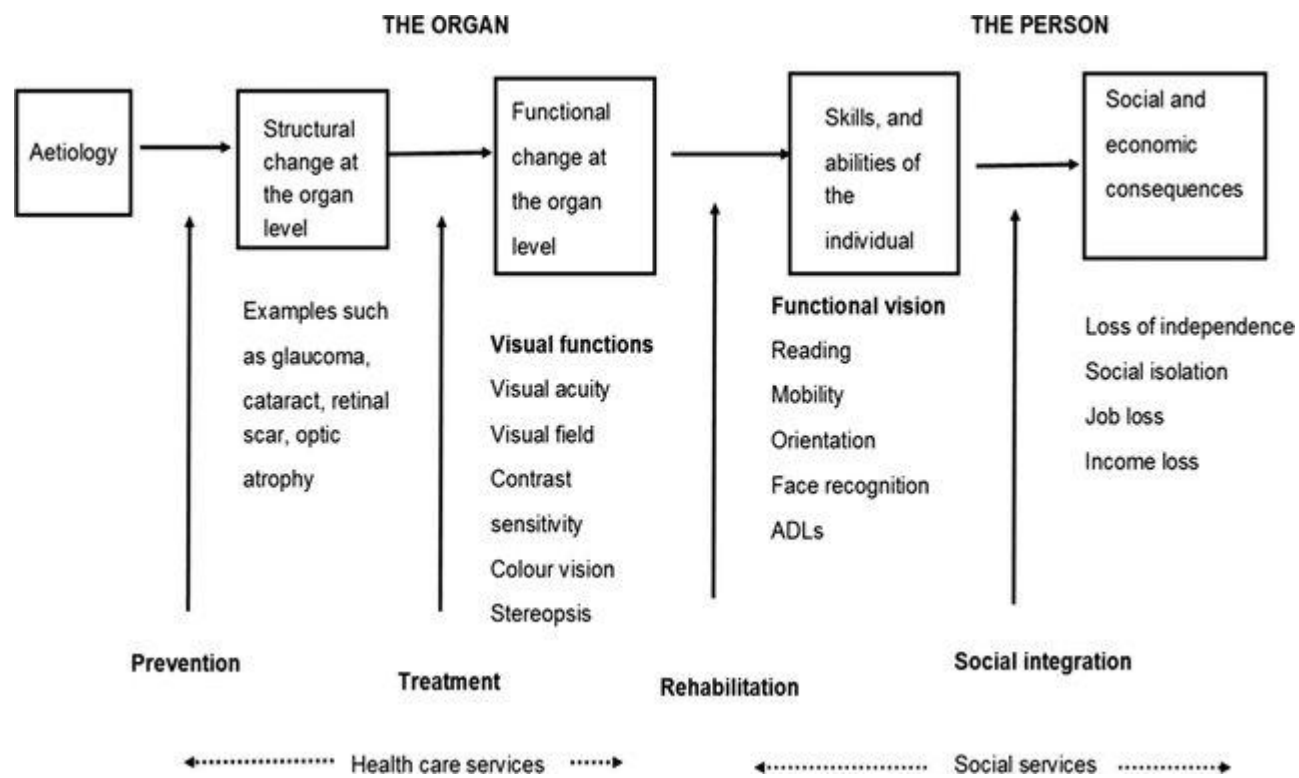 THE ORGAN
THE PERSON
Aetiology
Structural
change at
the organ
level
Functional
change at
the organ
level
Skills, and
abilities of
the
individual
Social and
economic
consequences
Examples such
as glaucoma,
cataract, retinal
scar, optic
atrophy
Visual functions
Visual acuity
Visual field
Contrast
sensitivity
Colour vision
Stereopsis
Functional vision
Reading
Mobility
Orientation
Face recognition
ADLs
Loss of independence
Social isolation
Job loss
Income loss
Prevention
Treatment
Rehabilitation
Social integration
Health care services
Social services